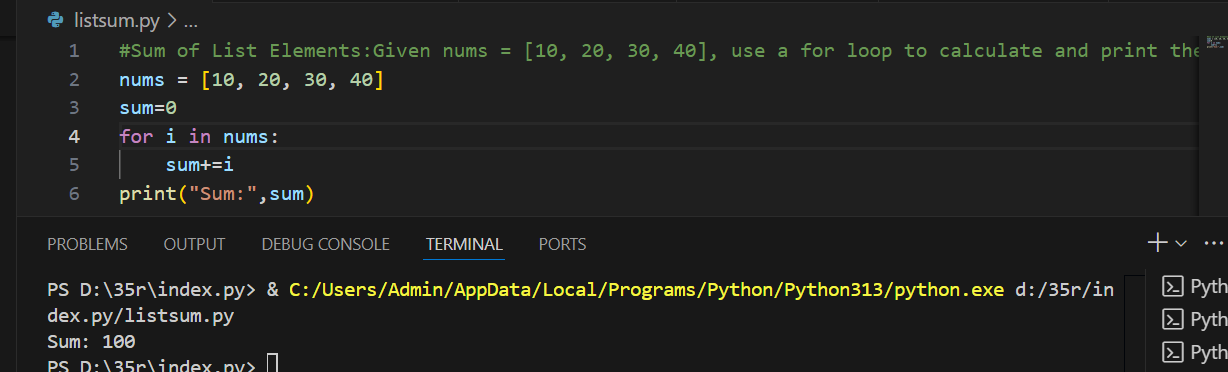 listsum.py > ...
1 #Sum of List Elements:Given nums = [10, 20, 30, 40], use a for loop to calculate and print the
2 nums = [10, 20, 30, 40]
3 sum=0
4 for i in nums:
5     sum+=i
6 print("Sum:",sum)
PROBLEMS OUTPUT DEBUG CONSOLE TERMINAL PORTS
PS D:\35r\index.py> & C:/Users/Admin/AppData/Local/Programs/Python/Python313/python.exe d:/35r/in
dex.py/listsum.py
Sum: 100
PS D:\35r\index.py>
Pyth
Pyth
Pyth